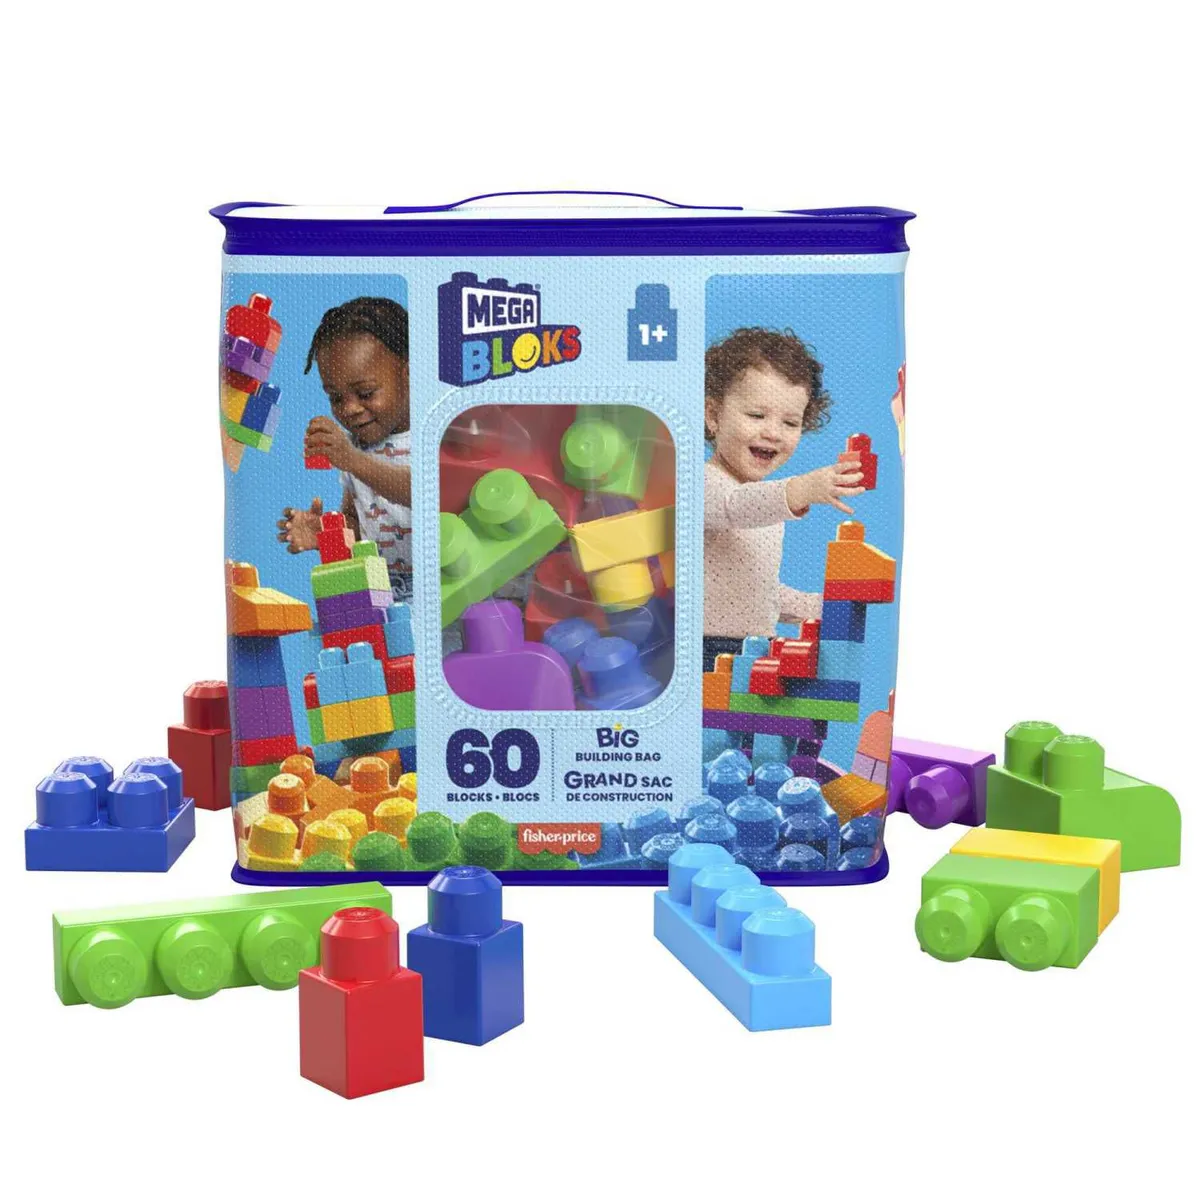 MEGA
BLOKS
1+
60
BLOCKS • BLOCS
BiG
BUILDING BAG
GRAND SAC
DE CONSTRUCTION
fisher-price